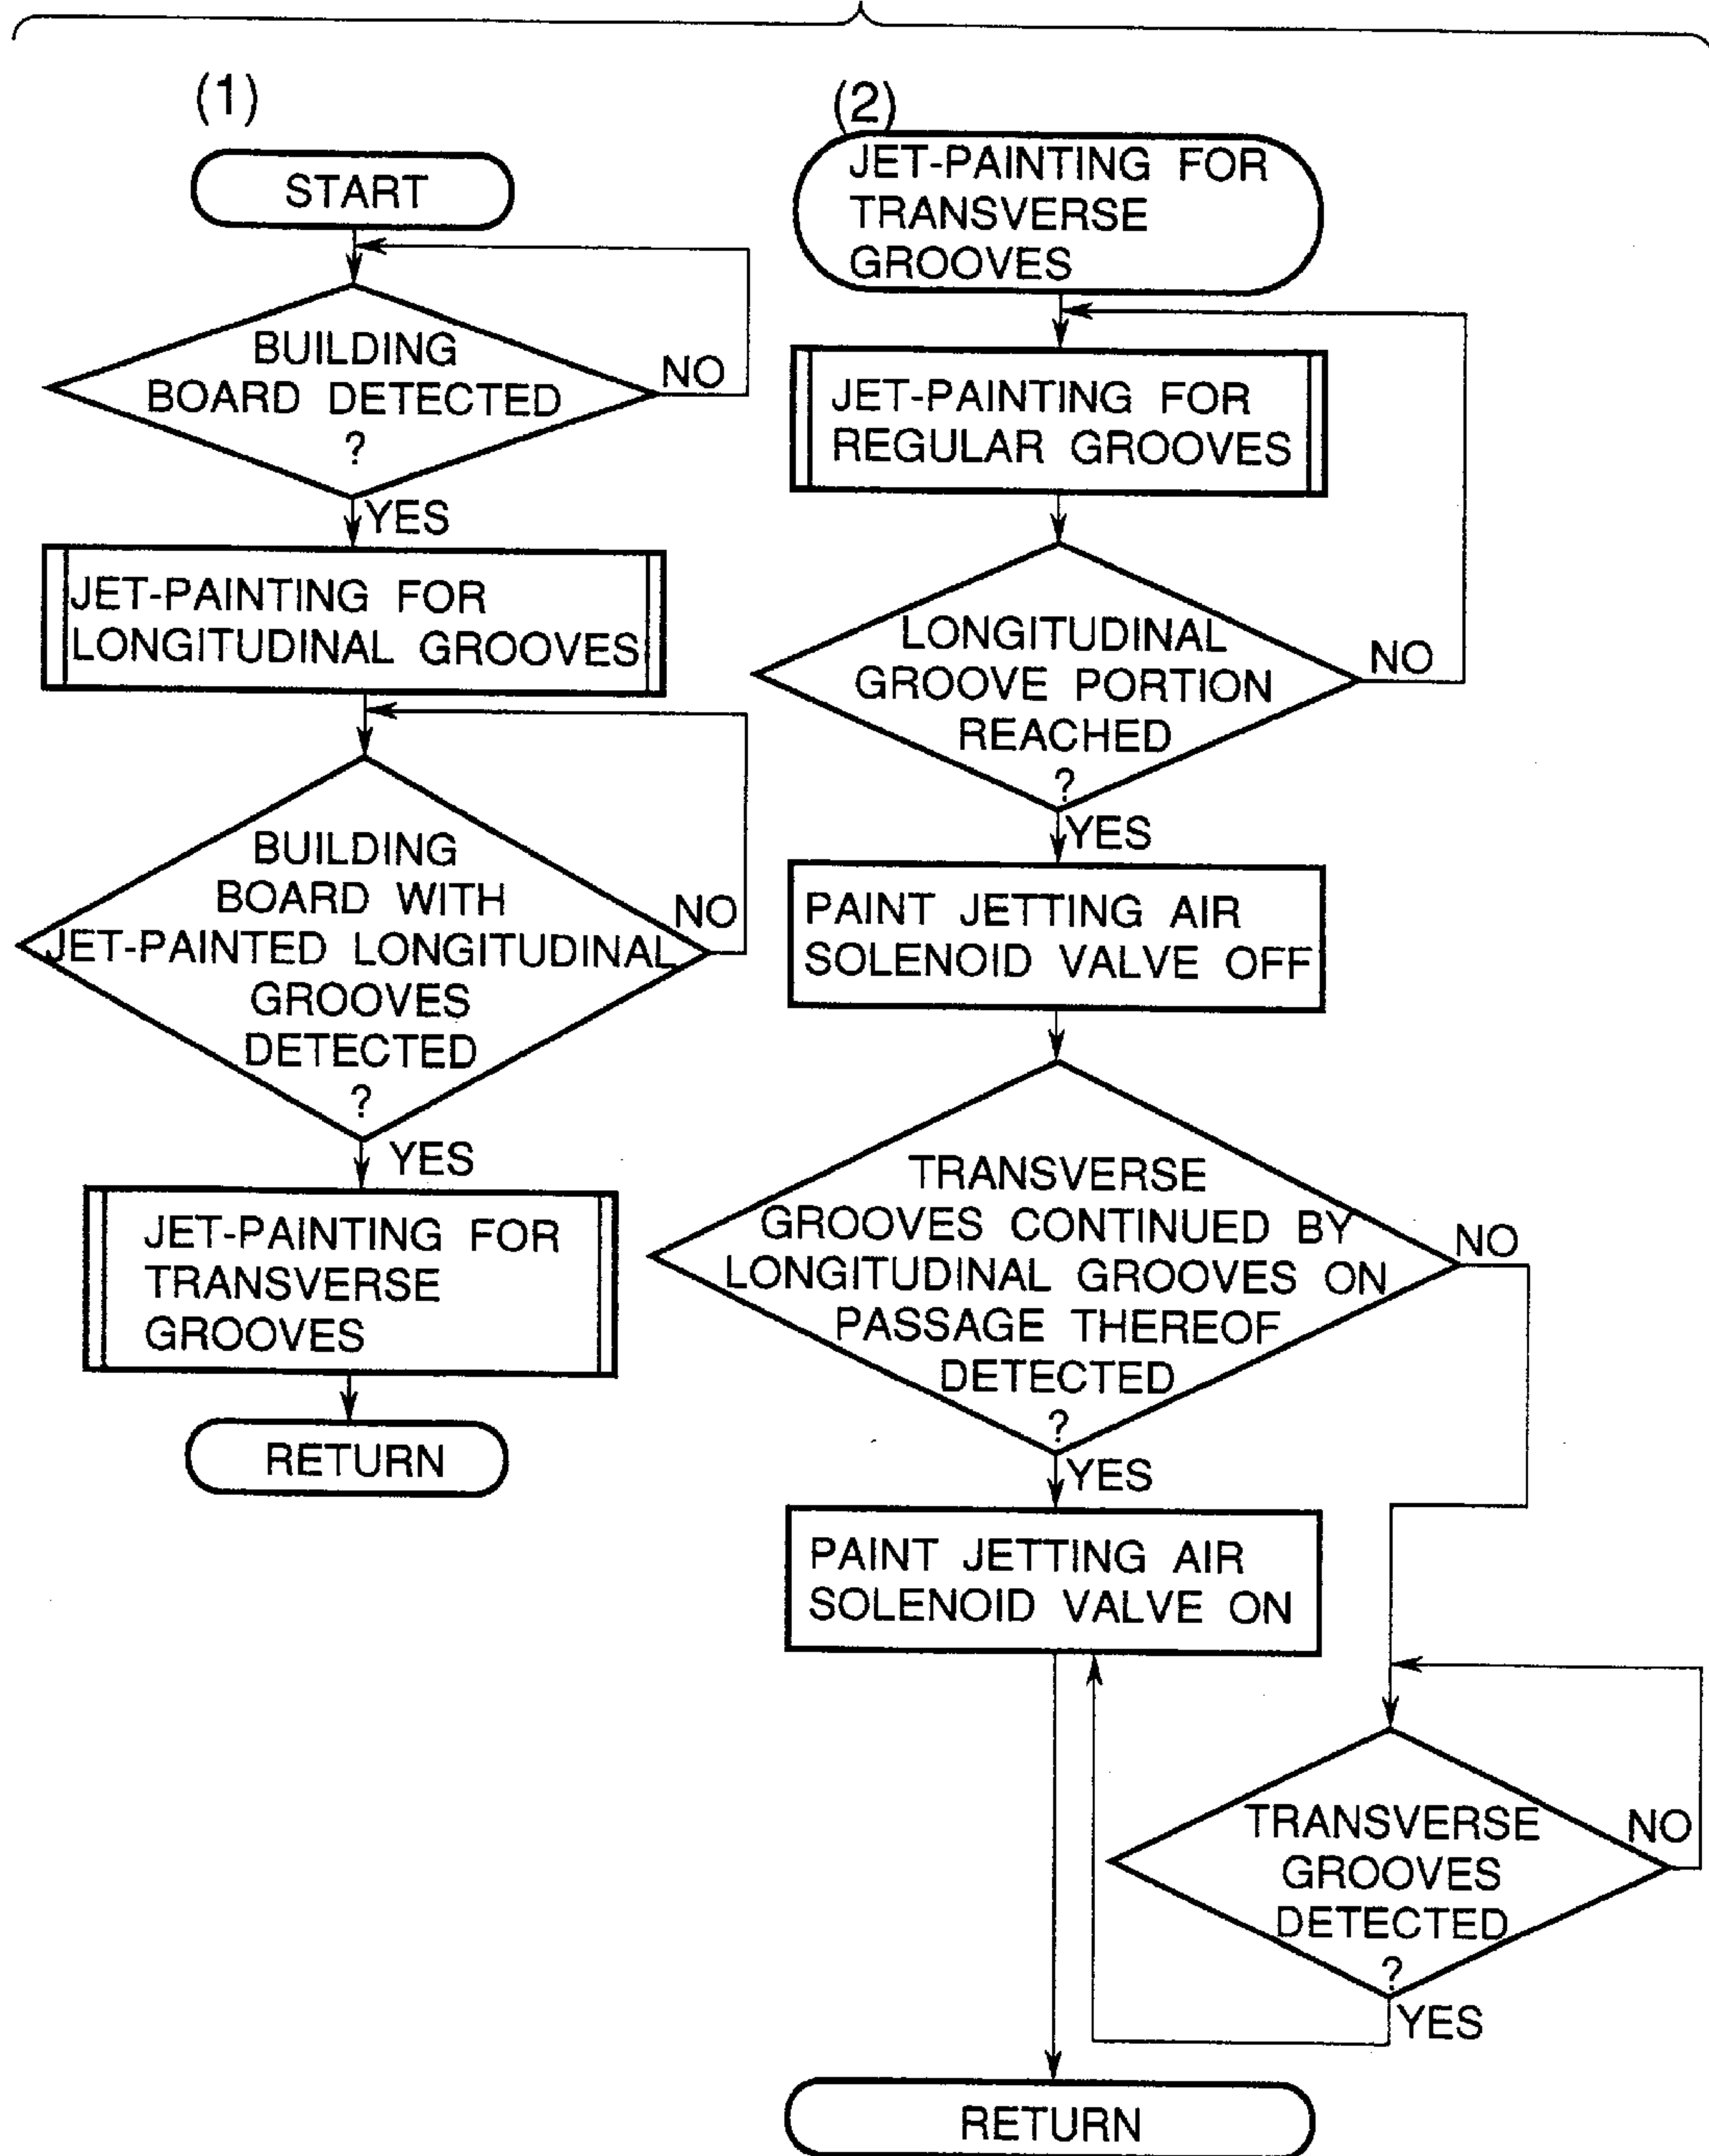 (1)
START
BUILDING
BOARD DETECTED
?
NO
YES
JET-PAINTING FOR
LONGITUDINAL GROOVES
BUILDING
BOARD WITH
JET-PAINTED LONGITUDINAL
GROOVES
DETECTED
?
NO
YES
JET-PAINTING FOR
TRANSVERSE
GROOVES
RETURN
(2)
JET-PAINTING FOR
TRANSVERSE
GROOVES
JET-PAINTING FOR
REGULAR GROOVES
LONGITUDINAL
GROOVE PORTION
REACHED
?
NO
YES
PAINT JETTING AIR
SOLENOID VALVE OFF
TRANSVERSE
GROOVES CONTINUED BY
LONGITUDINAL GROOVES ON
PASSAGE THEREOF
DETECTED
?
NO
YES
PAINT JETTING AIR
SOLENOID VALVE ON
TRANSVERSE
GROOVES
DETECTED
?
NO
YES
RETURN